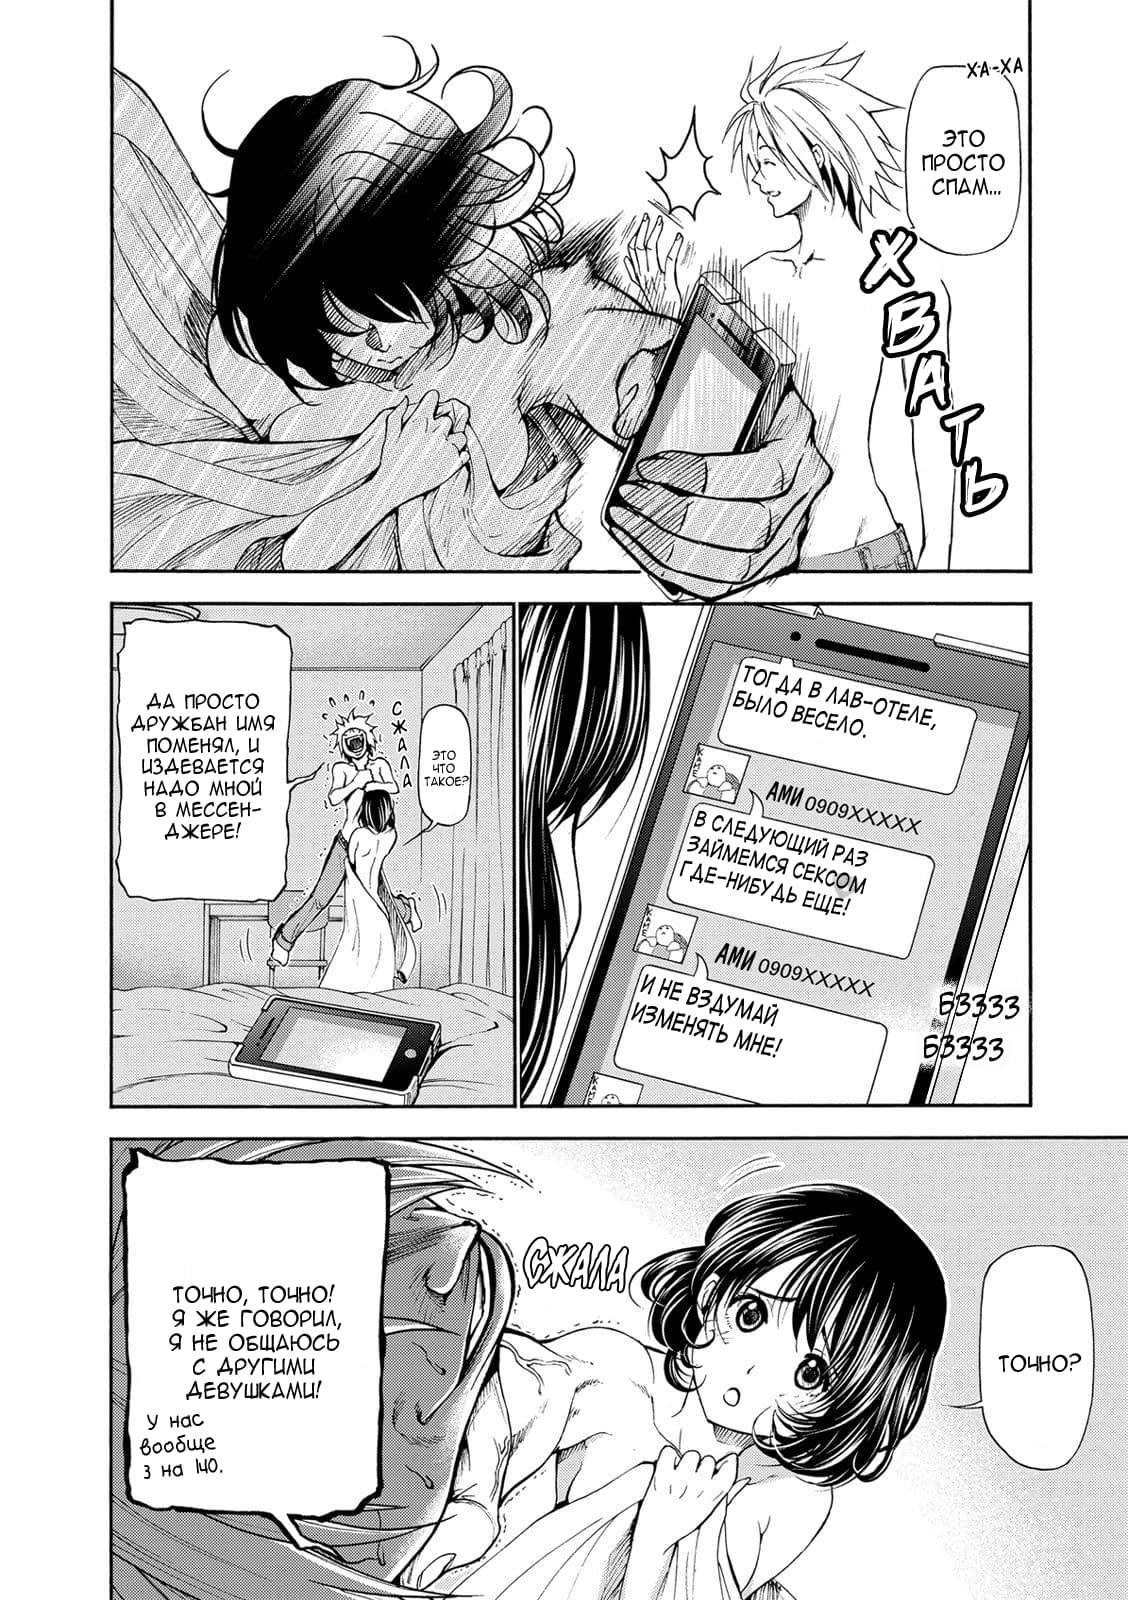 ХА-ХА
ЭТО
ПРОСТО
СПАМ...
ХВАТЬ
ТОГДА В ЛАВ-ОТЕЛЕ,
БЫЛО ВЕСЕЛО.
KAME
АМИ 0909XXXXX
В СЛЕДУЮЩИЙ РАЗ
ЗАЙМЕМСЯ СЕКСОМ
ГДЕ-НИБУДЬ ЕЩЕ!
KAME
АМИ 0909XXXXX
И НЕ ВЗДУМАЙ
ИЗМЕНЯТЬ МНЕ!
KAME
БЗЗЗЗ
БЗЗЗЗ
ДА ПРОСТО
ДРУЖБАН ИМЯ
ПОМЕНЯЛ, И
ИЗДЕВАЕТСЯ
НАДО МНОЙ
В МЕССЕН-
ДЖЕРЕ!
СЖАЛА
ЭТО
ЧТО
ТАКОЕ?
ТОЧНО?
СЖАЛА
ТОЧНО, ТОЧНО!
Я ЖЕ ГОВОРИЛ,
Я НЕ ОБЩАЮСЬ
С ДРУГИМИ
ДЕВУШКАМИ!
У нас
вообще
3 на 140.